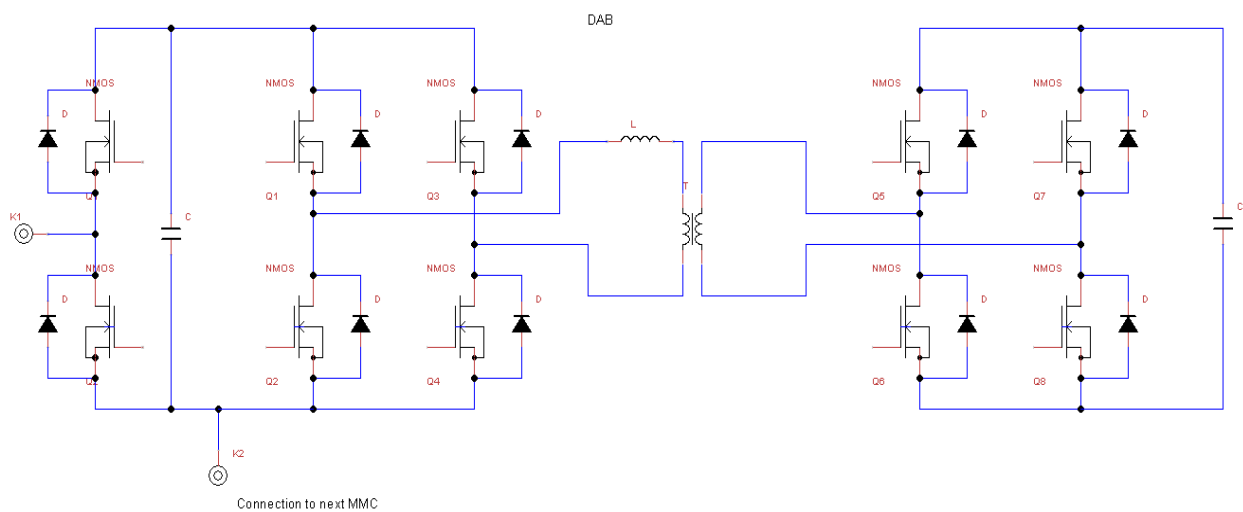 DAB
NMOS
NMOS
NMOS
NMOS
NMOS
D
D
D
D
D
L
T
Q1
Q3
Q5
Q7
K1
C
C
NMOS
NMOS
NMOS
NMOS
NMOS
D
D
D
D
D
Q2
Q4
Q6
Q8
K2
Connection to next MMC